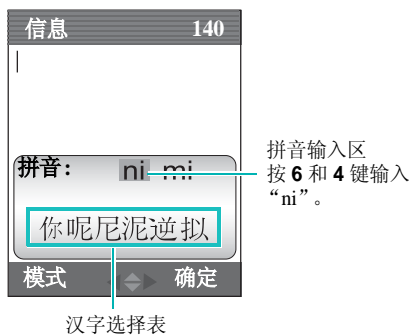 信息 140
拼音: ni mi
你呢尼泥逆拟
模式 确定
拼音输入区
按 6 和 4 键输入
“ni”。
汉字选择表